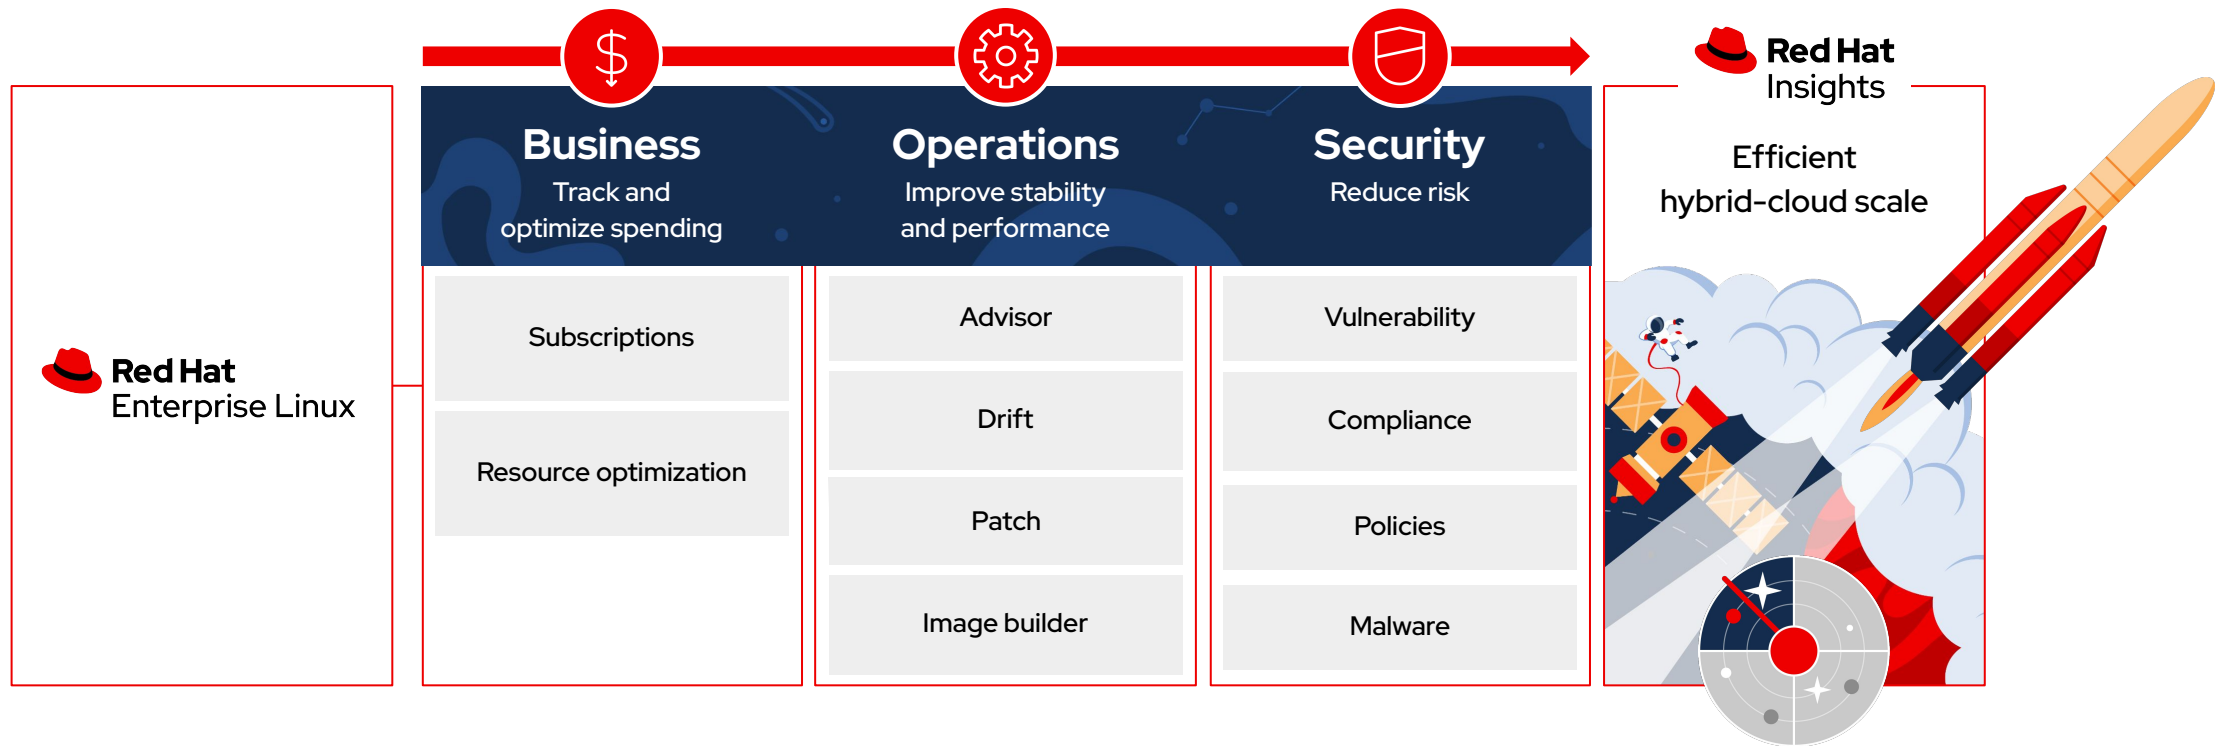 Red Hat
Enterprise Linux
Business
Track and
optimize spending
Subscriptions
Resource optimization
Operations
Improve stability
and performance
Advisor
Drift
Patch
Image builder
Security
Reduce risk
Vulnerability
Compliance
Policies
Malware
Red Hat
Insights
Efficient
hybrid-cloud scale